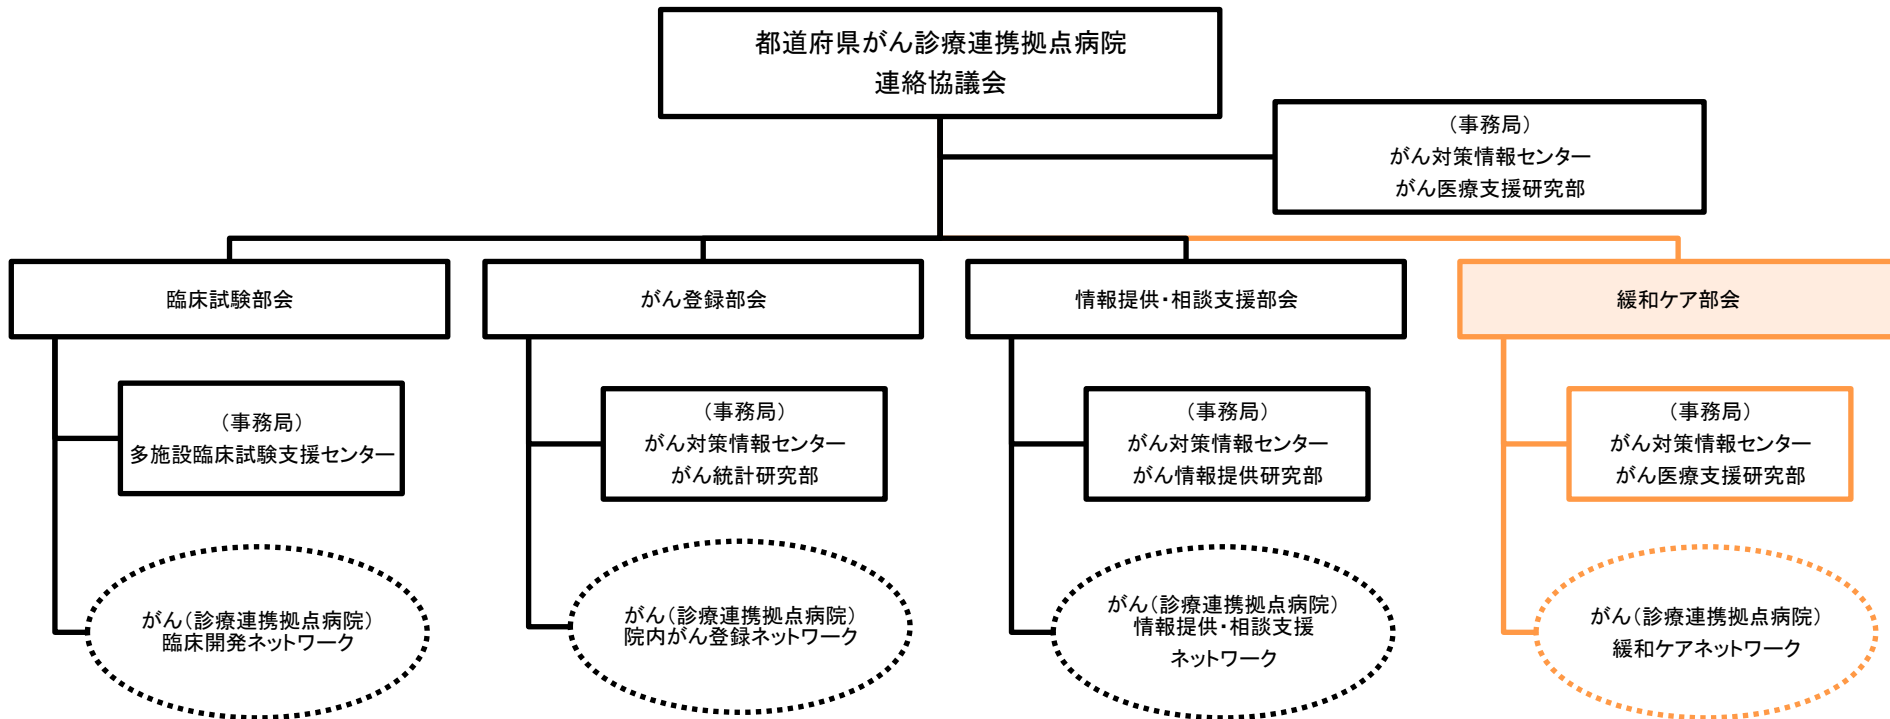 都道府県がん診療連携拠点病院
連絡協議会
（事務局）
がん対策情報センター
がん医療支援研究部
臨床試験部会
がん登録部会
情報提供・相談支援部会
緩和ケア部会
（事務局）
多施設臨床試験支援センター
（事務局）
がん対策情報センター
がん統計研究部
（事務局）
がん対策情報センター
がん情報提供研究部
（事務局）
がん対策情報センター
がん医療支援研究部
がん（診療連携拠点病院）
臨床開発ネットワーク
がん（診療連携拠点病院）
院内がん登録ネットワーク
がん（診療連携拠点病院）
情報提供・相談支援
ネットワーク
がん（診療連携拠点病院）
緩和ケアネットワーク